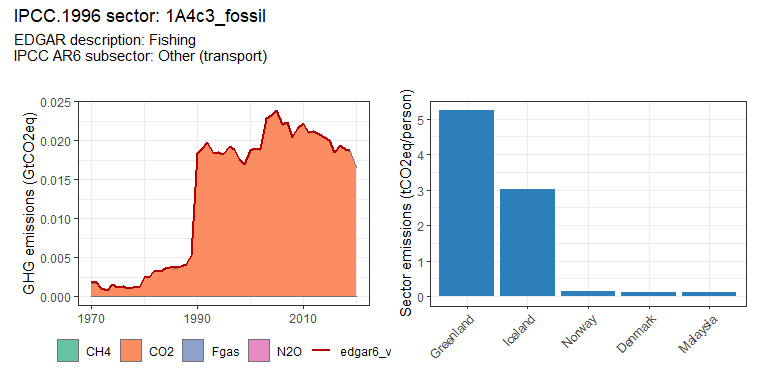 IPCC.1996 sector: 1A4c3_fossil
EDGAR description: Fishing
IPCC AR6 subsector: Other (transport)
GHG emissions (GtCO2eq)
0.025
0.020
0.015
0.010
0.005
0.000
1970
1990
2010
CH4
CO2
Fgas
N2O
edgar6_v
Sector emissions (tCO2eq/person)
5
4
3
2
1
0
Greenland
Iceland
Norway
Denmark
Malaysia